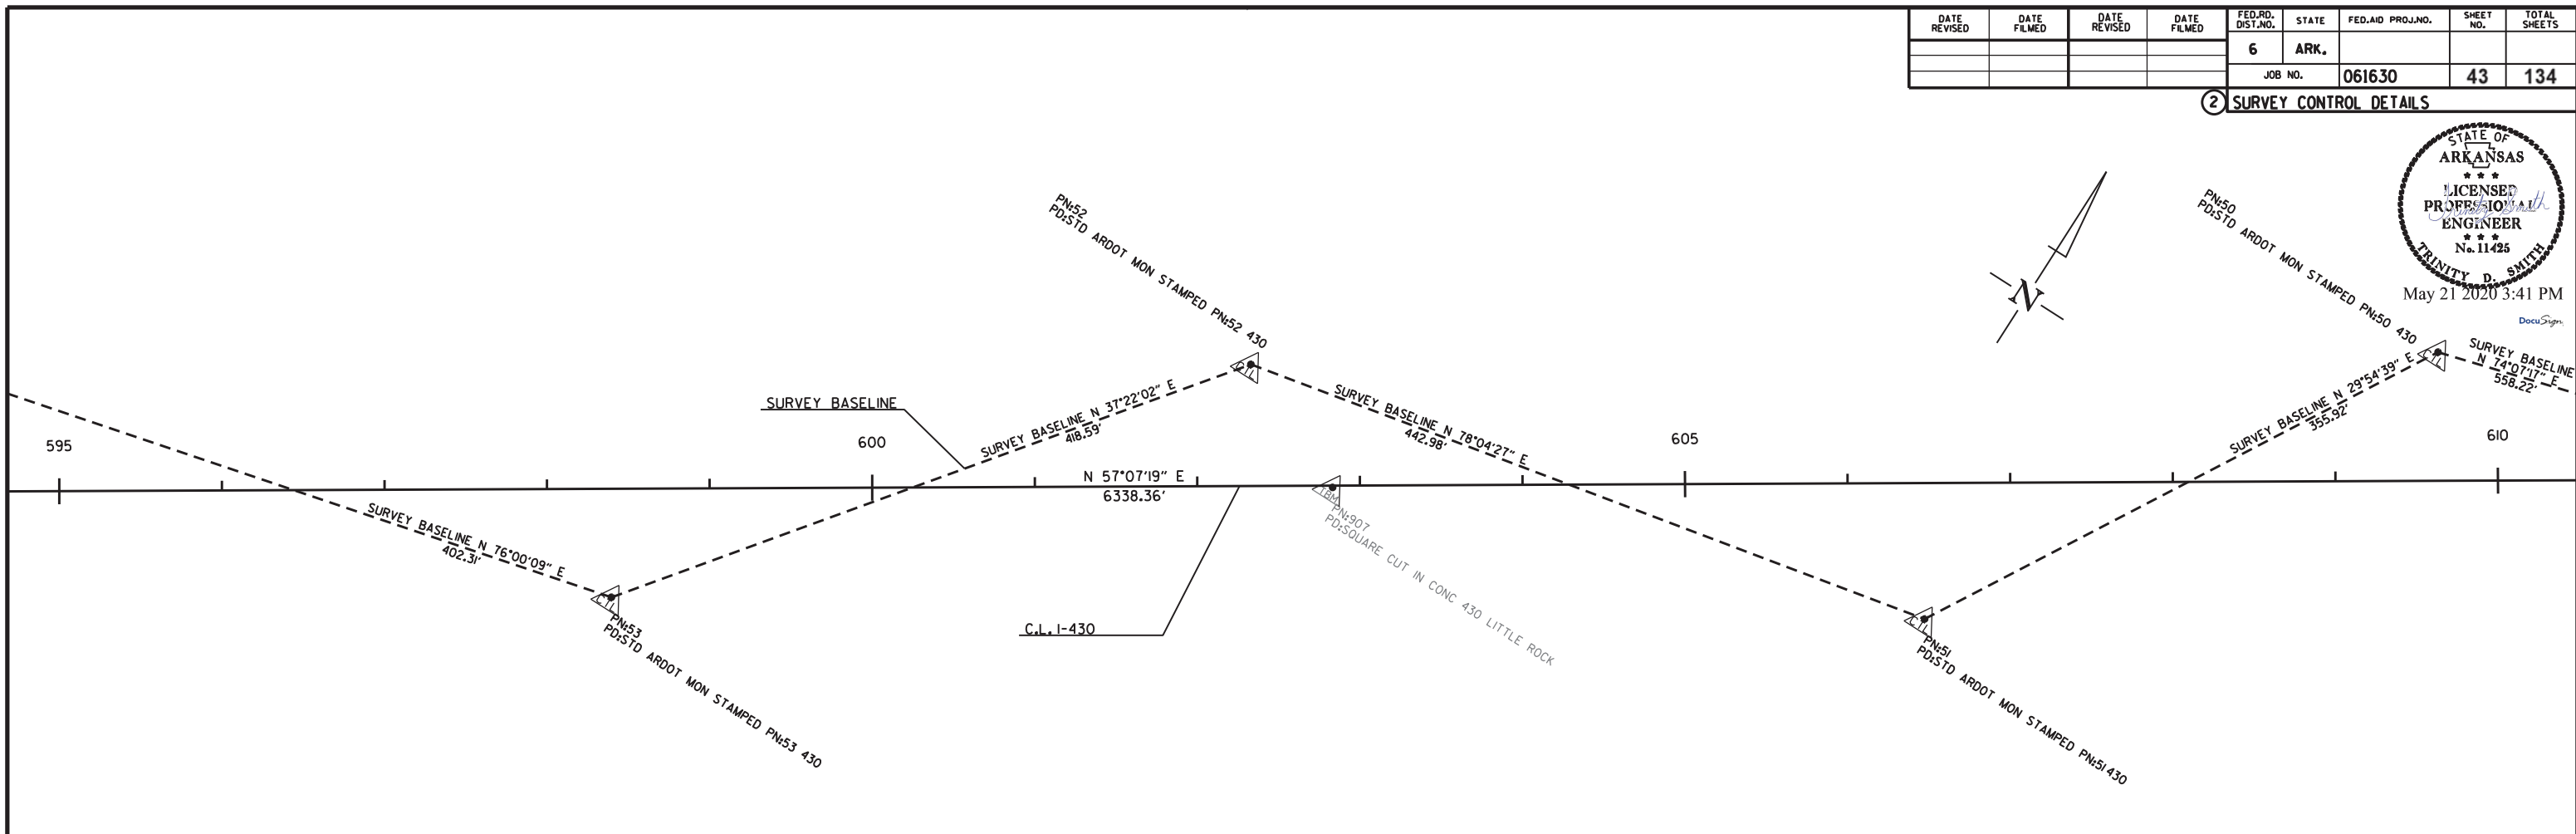 DATE REVISED
DATE FILMED
DATE REVISED
DATE FILMED
FED.RD. DIST.NO.
STATE
FED.AID PROJ.NO.
SHEET NO.
TOTAL SHEETS
6
ARK.
JOB NO.
061630
43
134
2 SURVEY CONTROL DETAILS
STATE OF
ARKANSAS
LICENSED
PROFESSIONAL
ENGINEER
No. 11425
TRINITY D. SMITH
May 21 2020 3:41 PM
DocuSign
N
PN:52
PD:STD ARDOT MON STAMPED PN:52 430
CTL
PN:50
PD:STD ARDOT MON STAMPED PN:50 430
CTL
SURVEY BASELINE
N 74°07'17" E
558.22'
SURVEY BASELINE N 29°54'39" E
355.92'
SURVEY BASELINE
SURVEY BASELINE N 37°22'02" E
418.59'
SURVEY BASELINE N 78°04'27" E
442.98'
595
600
605
610
N 57°07'19" E
6338.36'
TBM
PN:907
PD:SQUARE CUT IN CONC 430 LITTLE ROCK
SURVEY BASELINE N 76°00'09" E
402.31'
CTL
PN:53
PD:STD ARDOT MON STAMPED PN:53 430
C.L. I-430
CTL
PN:51
PD:STD ARDOT MON STAMPED PN:51 430